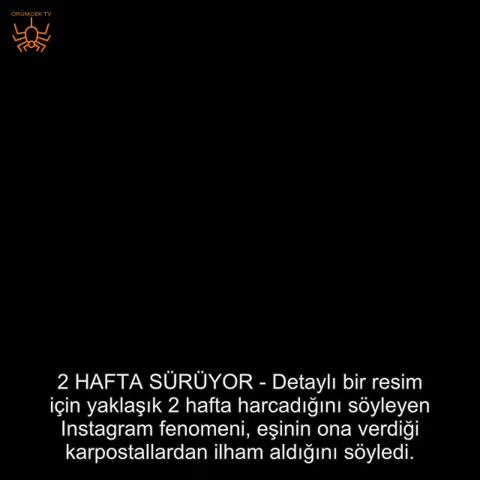 ÖRÜMCEK TV
2 HAFTA SÜRÜYOR - Detaylı bir resim
için yaklaşık 2 hafta harcadığını söyleyen
Instagram fenomeni, eşinin ona verdiği
karpostallardan ilham aldığını söyledi.